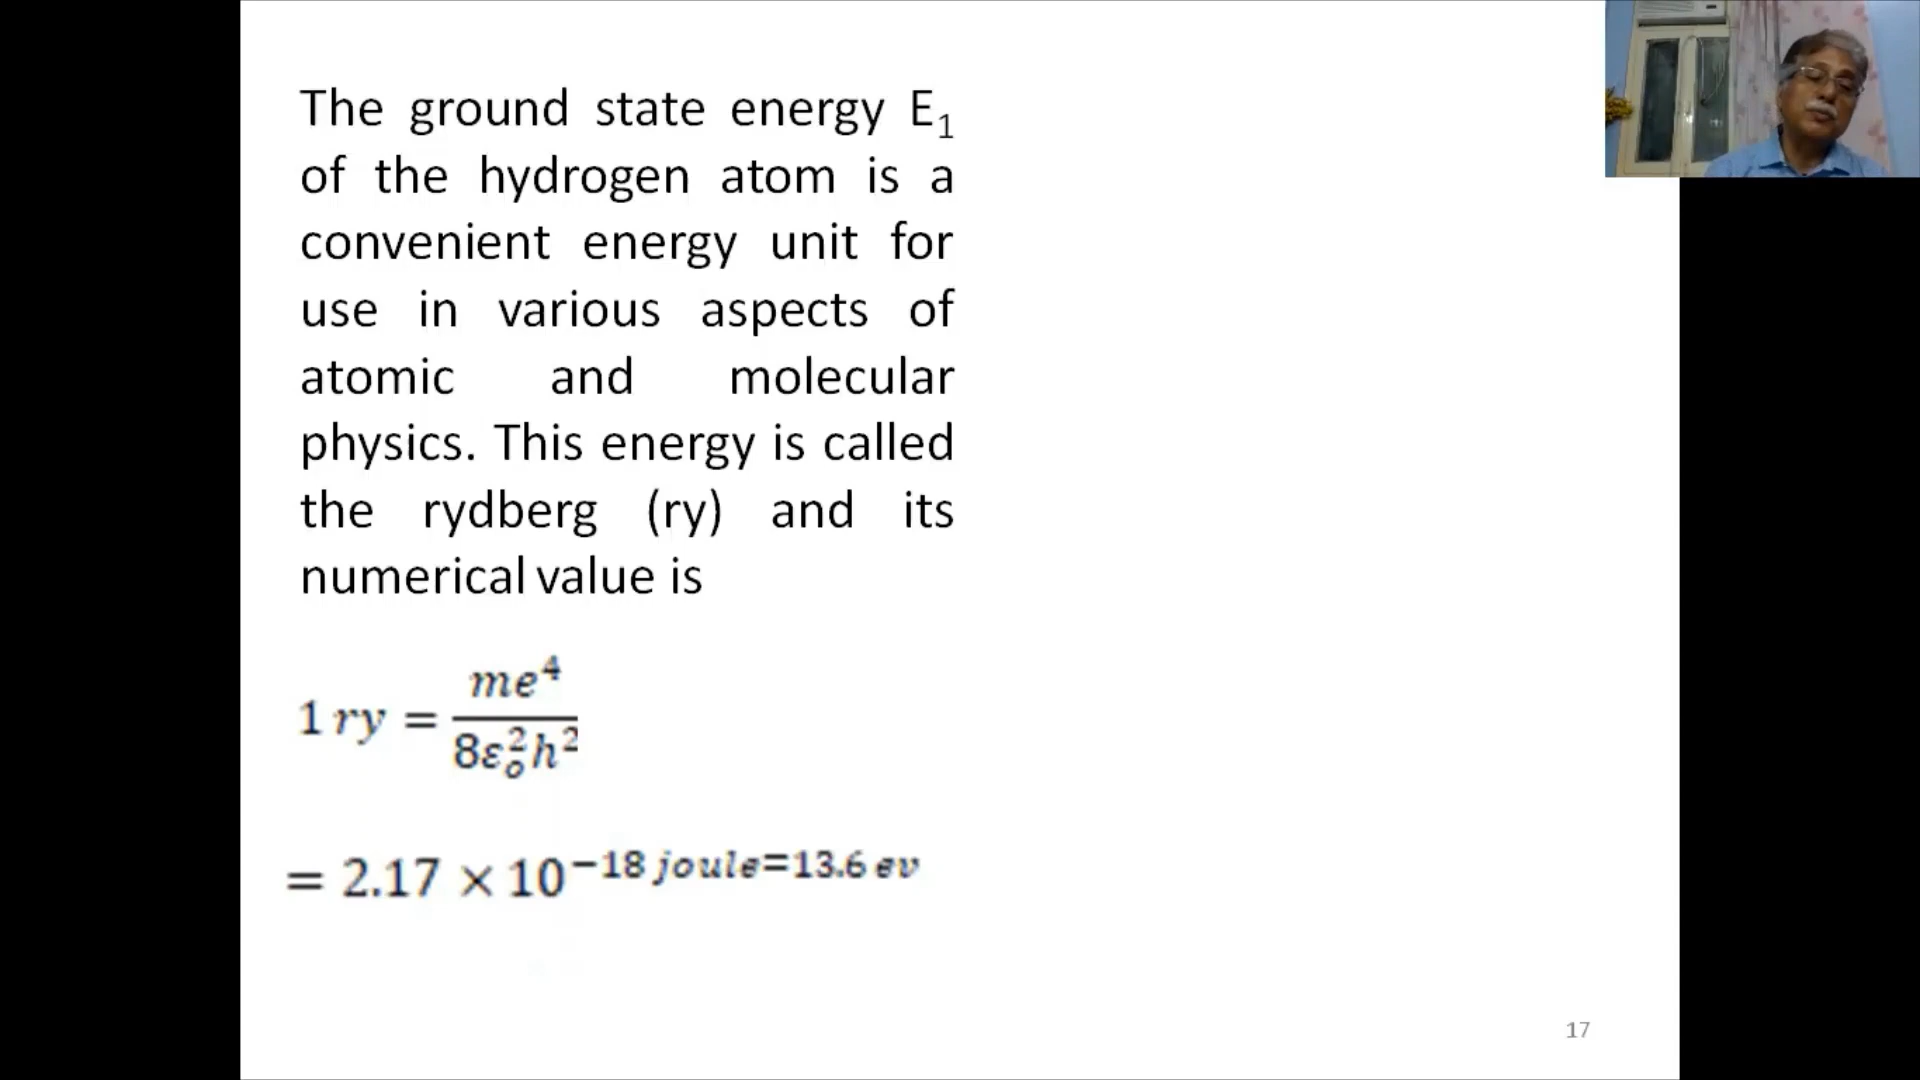 The ground state energy E₁
of the hydrogen atom is a
convenient energy unit for
use in various aspects of
atomic and molecular
physics. This energy is called
the rydberg (ry) and its
numerical value is
1 ry = me⁴ / 8ε₀²h²
= 2.17 × 10^−18 joule=13.6 ev
17